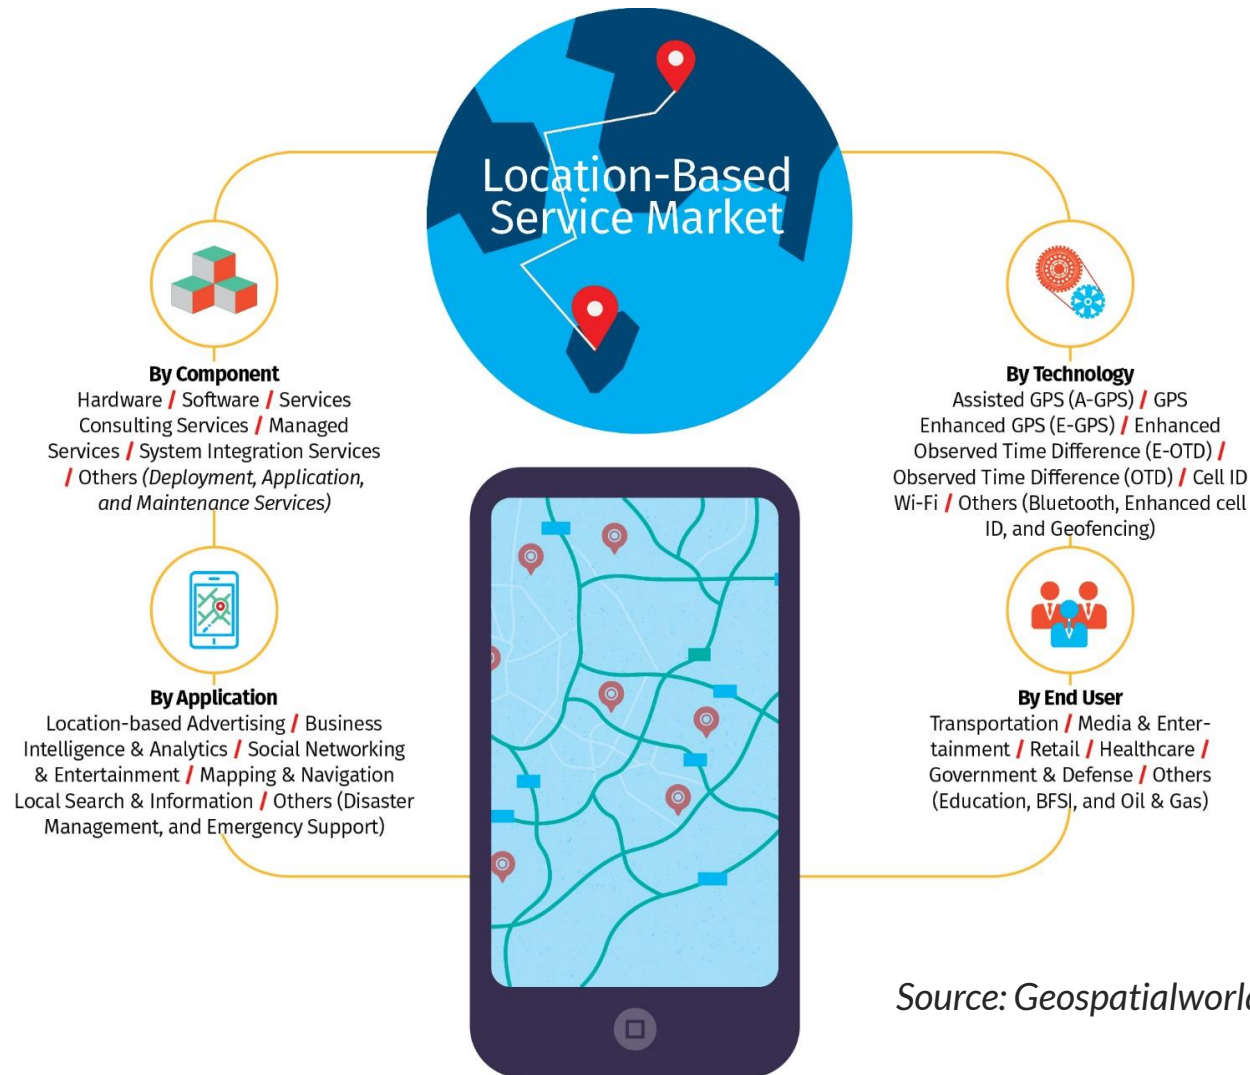 Location-Based
Service Market
By Component
Hardware / Software / Services
Consulting Services / Managed
Services / System Integration Services
/ Others (Deployment, Application,
and Maintenance Services)
By Technology
Assisted GPS (A-GPS) / GPS
Enhanced GPS (E-GPS) / Enhanced
Observed Time Difference (E-OTD) /
Observed Time Difference (OTD) / Cell ID
Wi-Fi / Others (Bluetooth, Enhanced cell
ID, and Geofencing)
By Application
Location-based Advertising / Business
Intelligence & Analytics / Social Networking
& Entertainment / Mapping & Navigation
Local Search & Information / Others (Disaster
Management, and Emergency Support)
By End User
Transportation / Media & Enter-
tainment / Retail / Healthcare /
Government & Defense / Others
(Education, BFSI, and Oil & Gas)
Source: Geospatialworld